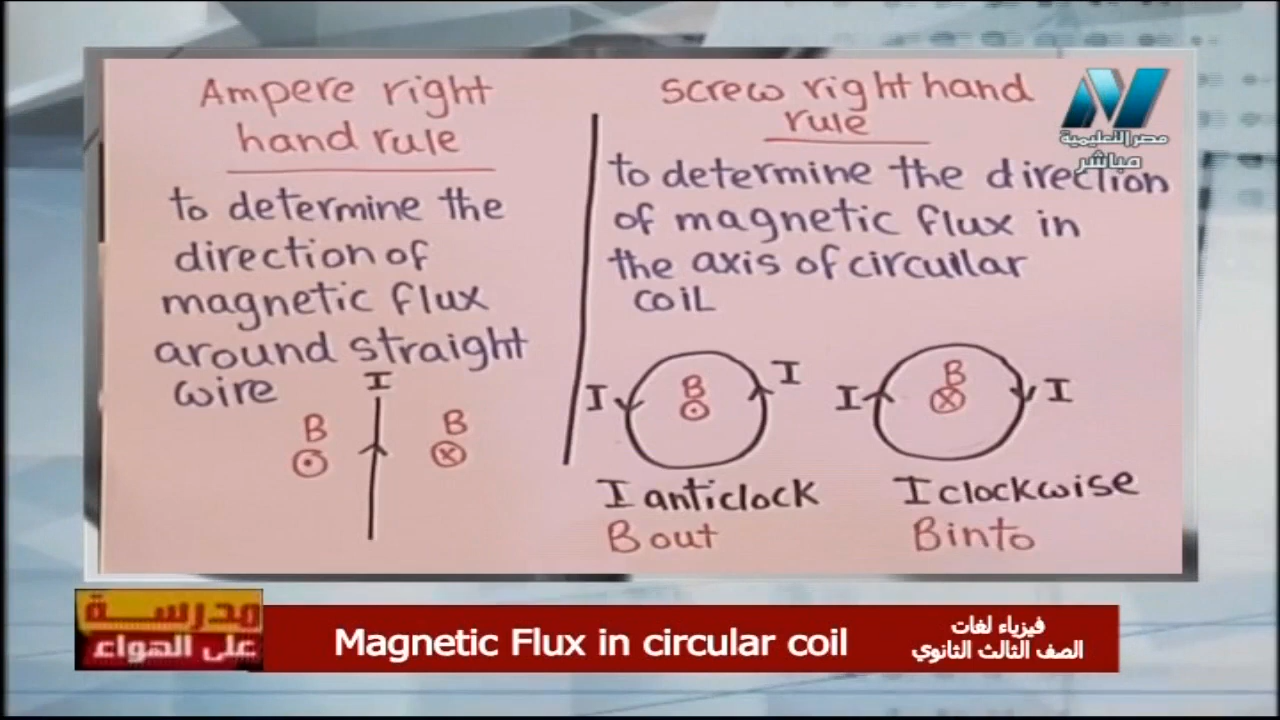 Ampere right
hand rule
to determine the
direction of
magnetic flux
around straight
wire
I
B
B
screw right hand
rule
to determine the direction
of magnetic flux in
the axis of circular
coil
I
B
I
I anticlock
B out
I
B
I
I clockwise
B into
مصر التعليمية
مباشر
مدرسة
على الهواء
Magnetic Flux in circular coil
فيزياء لغات
الصف الثالث الثانوي